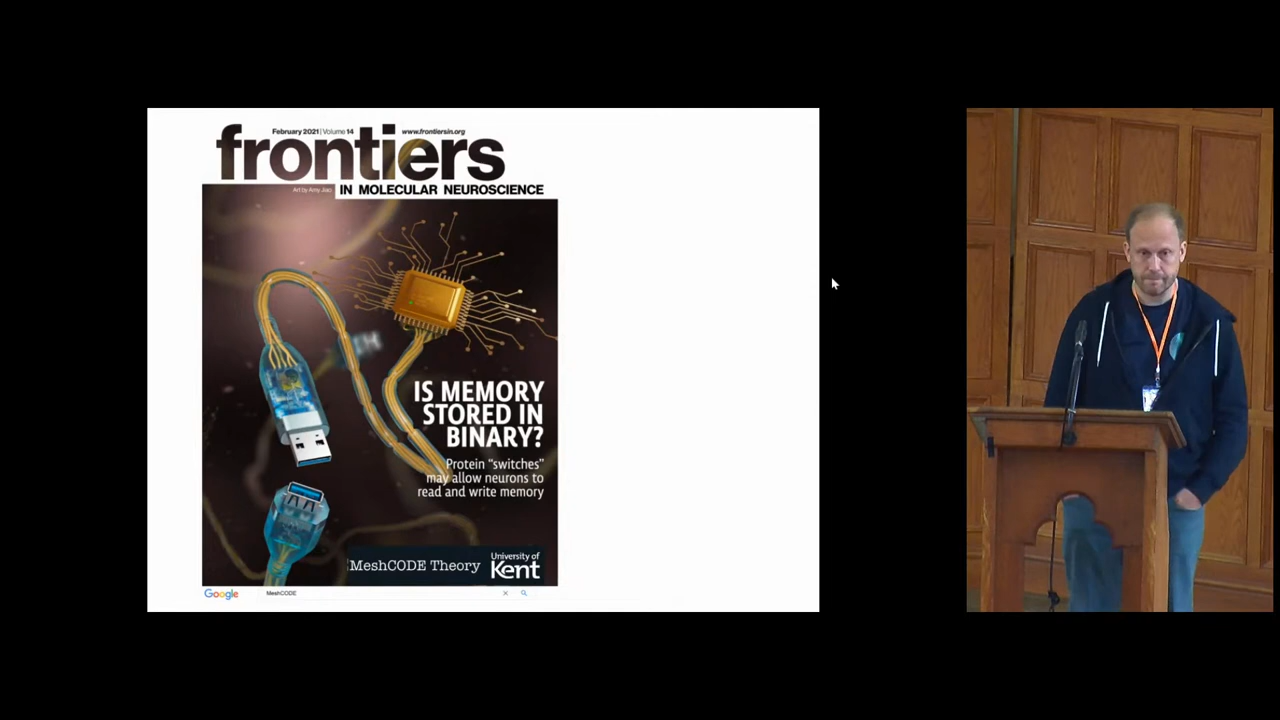 February 2021 | Volume 14
www.frontiersin.org
frontiers
Art by Amy Jiao
IN MOLECULAR NEUROSCIENCE
IS MEMORY
STORED IN
BINARY?
Protein "switches"
may allow neurons to
read and write memory
MeshCODE Theory
University of
Kent
Google
MeshCODE